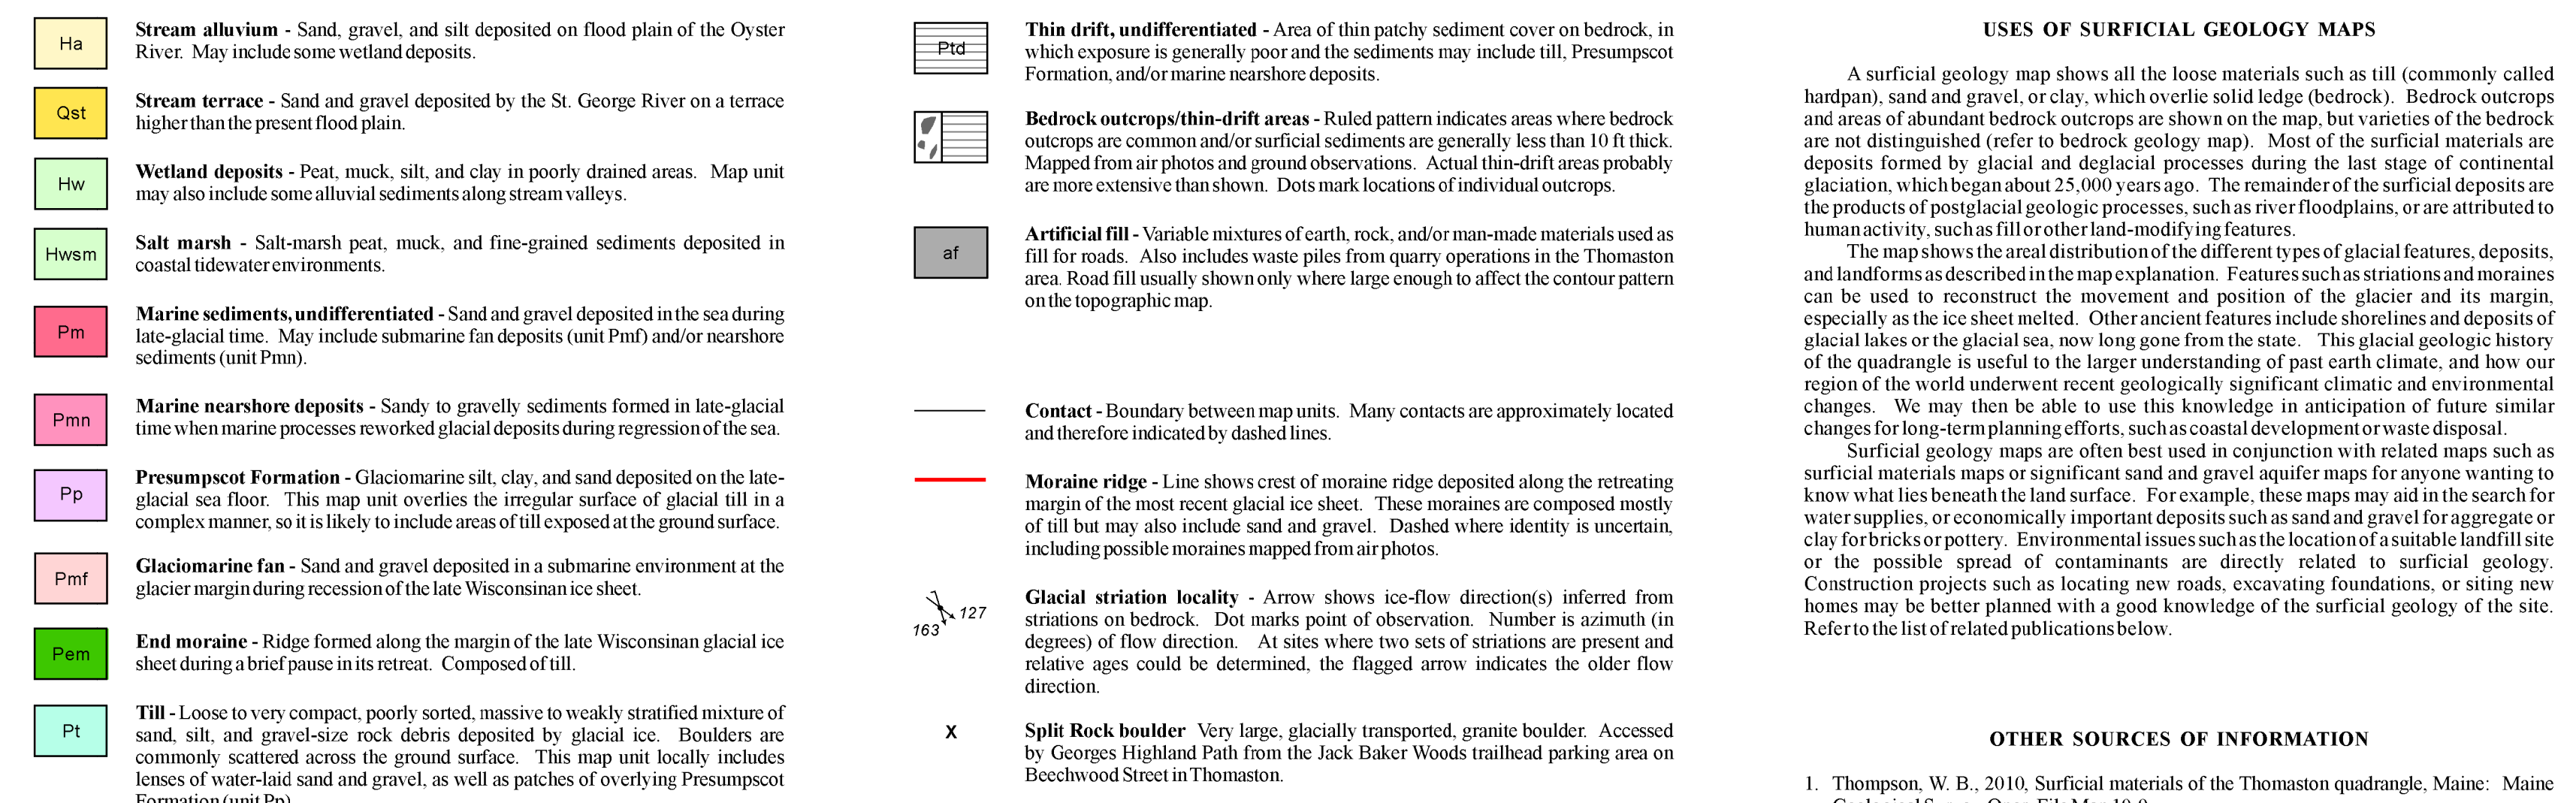 Ha
Stream alluvium - Sand, gravel, and silt deposited on flood plain of the Oyster
River. May include some wetland deposits.
Qst
Stream terrace - Sand and gravel deposited by the St. George River on a terrace
higher than the present flood plain.
Hw
Wetland deposits - Peat, muck, silt, and clay in poorly drained areas. Map unit
may also include some alluvial sediments along stream valleys.
Hwsm
Salt marsh - Salt-marsh peat, muck, and fine-grained sediments deposited in
coastal tidewater environments.
Pm
Marine sediments, undifferentiated - Sand and gravel deposited in the sea during
late-glacial time. May include submarine fan deposits (unit Pmf) and/or nearshore
sediments (unit Pmn).
Pmn
Marine nearshore deposits - Sandy to gravelly sediments formed in late-glacial
time when marine processes reworked glacial deposits during regression of the sea.
Pp
Presumpscot Formation - Glaciomarine silt, clay, and sand deposited on the late-
glacial sea floor. This map unit overlies the irregular surface of glacial till in a
complex manner, so it is likely to include areas of till exposed at the ground surface.
Pmf
Glaciomarine fan - Sand and gravel deposited in a submarine environment at the
glacier margin during recession of the late Wisconsinan ice sheet.
Pem
End moraine - Ridge formed along the margin of the late Wisconsinan glacial ice
sheet during a brief pause in its retreat. Composed of till.
Pt
Till - Loose to very compact, poorly sorted, massive to weakly stratified mixture of
sand, silt, and gravel-size rock debris deposited by glacial ice. Boulders are
commonly scattered across the ground surface. This map unit locally includes
lenses of water-laid sand and gravel, as well as patches of overlying Presumpscot
Formation (unit Pp).
Ptd
Thin drift, undifferentiated - Area of thin patchy sediment cover on bedrock, in
which exposure is generally poor and the sediments may include till, Presumpscot
Formation, and/or marine nearshore deposits.
Bedrock outcrops/thin-drift areas - Ruled pattern indicates areas where bedrock
outcrops are common and/or surficial sediments are generally less than 10 ft thick.
Mapped from air photos and ground observations. Actual thin-drift areas probably
are more extensive than shown. Dots mark locations of individual outcrops.
af
Artificial fill - Variable mixtures of earth, rock, and/or man-made materials used as
fill for roads. Also includes waste piles from quarry operations in the Thomaston
area. Road fill usually shown only where large enough to affect the contour pattern
on the topographic map.
Contact - Boundary between map units. Many contacts are approximately located
and therefore indicated by dashed lines.
Moraine ridge - Line shows crest of moraine ridge deposited along the retreating
margin of the most recent glacial ice sheet. These moraines are composed mostly
of till but may also include sand and gravel. Dashed where identity is uncertain,
including possible moraines mapped from air photos.
127
163
Glacial striation locality - Arrow shows ice-flow direction(s) inferred from
striations on bedrock. Dot marks point of observation. Number is azimuth (in
degrees) of flow direction. At sites where two sets of striations are present and
relative ages could be determined, the flagged arrow indicates the older flow
direction.
X
Split Rock boulder Very large, glacially transported, granite boulder. Accessed
by Georges Highland Path from the Jack Baker Woods trailhead parking area on
Beechwood Street in Thomaston.
USES OF SURFICIAL GEOLOGY MAPS
A surficial geology map shows all the loose materials such as till (commonly called
hardpan), sand and gravel, or clay, which overlie solid ledge (bedrock). Bedrock outcrops
and areas of abundant bedrock outcrops are shown on the map, but varieties of the bedrock
are not distinguished (refer to bedrock geology map). Most of the surficial materials are
deposits formed by glacial and deglacial processes during the last stage of continental
glaciation, which began about 25,000 years ago. The remainder of the surficial deposits are
the products of postglacial geologic processes, such as river floodplains, or are attributed to
human activity, such as fill or other land-modifying features.
The map shows the areal distribution of the different types of glacial features, deposits,
and landforms as described in the map explanation. Features such as striations and moraines
can be used to reconstruct the movement and position of the glacier and its margin,
especially as the ice sheet melted. Other ancient features include shorelines and deposits of
glacial lakes or the glacial sea, now long gone from the state. This glacial geologic history
of the quadrangle is useful to the larger understanding of past earth climate, and how our
region of the world underwent recent geologically significant climatic and environmental
changes. We may then be able to use this knowledge in anticipation of future similar
changes for long-term planning efforts, such as coastal development or waste disposal.
Surficial geology maps are often best used in conjunction with related maps such as
surficial materials maps or significant sand and gravel aquifer maps for anyone wanting to
know what lies beneath the land surface. For example, these maps may aid in the search for
water supplies, or economically important deposits such as sand and gravel for aggregate or
clay for bricks or pottery. Environmental issues such as the location of a suitable landfill site
or the possible spread of contaminants are directly related to surficial geology.
Construction projects such as locating new roads, excavating foundations, or siting new
homes may be better planned with a good knowledge of the surficial geology of the site.
Refer to the list of related publications below.
OTHER SOURCES OF INFORMATION
1. Thompson, W. B., 2010, Surficial materials of the Thomaston quadrangle, Maine: Maine